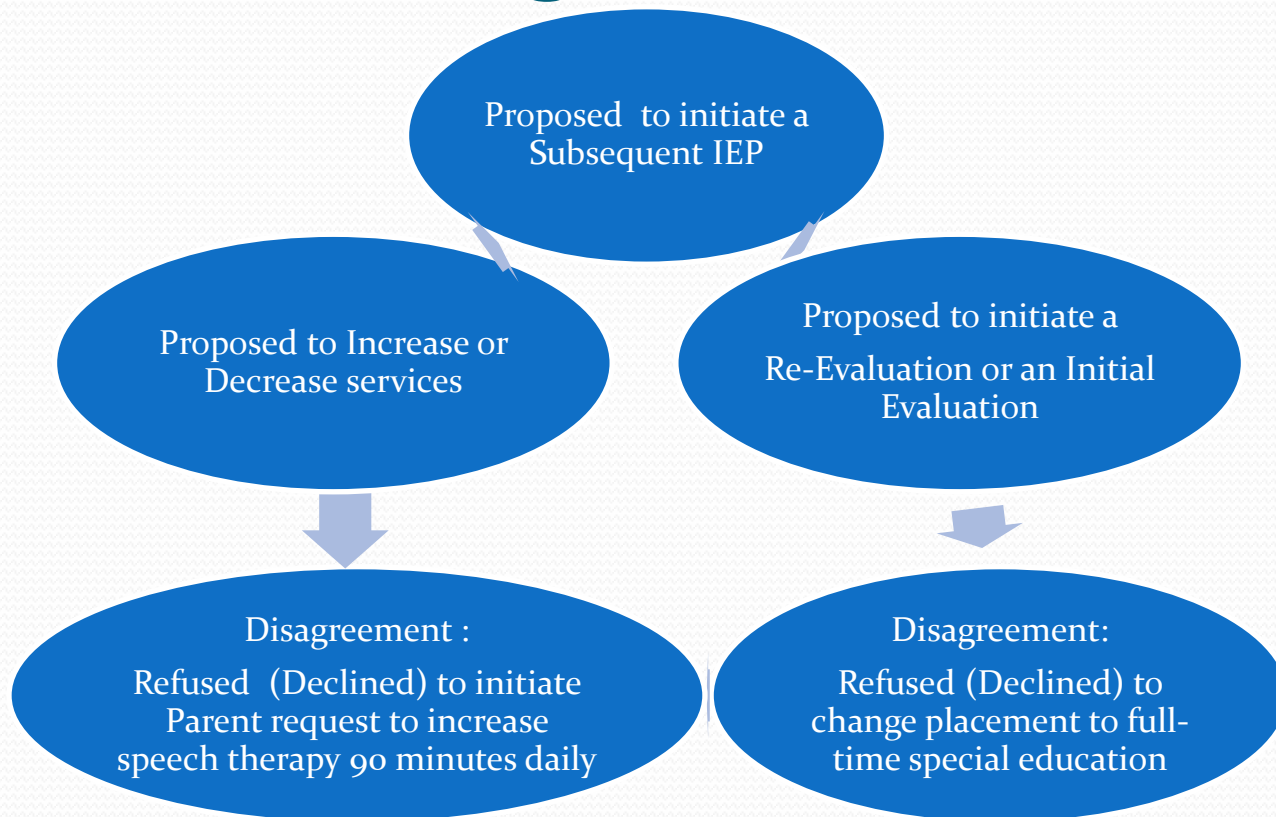 Proposed to initiate a
Subsequent IEP
Proposed to Increase or
Decrease services
Proposed to initiate a
Re-Evaluation or an Initial
Evaluation
Disagreement :
Refused (Declined) to initiate
Parent request to increase
speech therapy 90 minutes daily
Disagreement:
Refused (Declined) to
change placement to full-
time special education